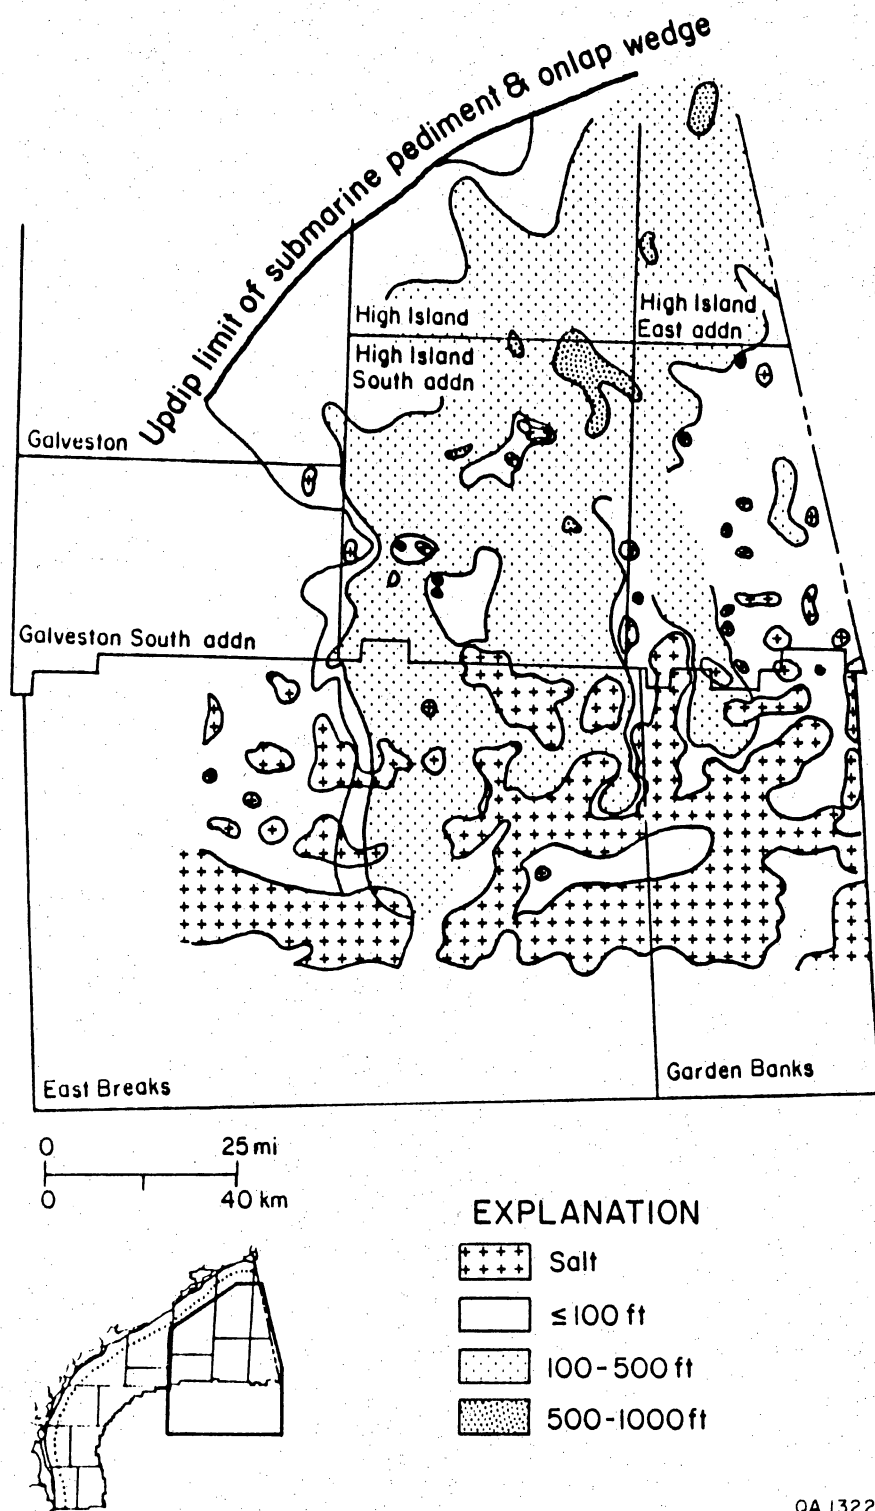 Updip limit of submarine pediment & onlap wedge
High Island
High Island
East addn
High Island
South addn
Galveston
Galveston South addn
East Breaks
Garden Banks
0 25 mi
0 40 km
EXPLANATION
Salt
≤100 ft
100-500 ft
500-1000 ft